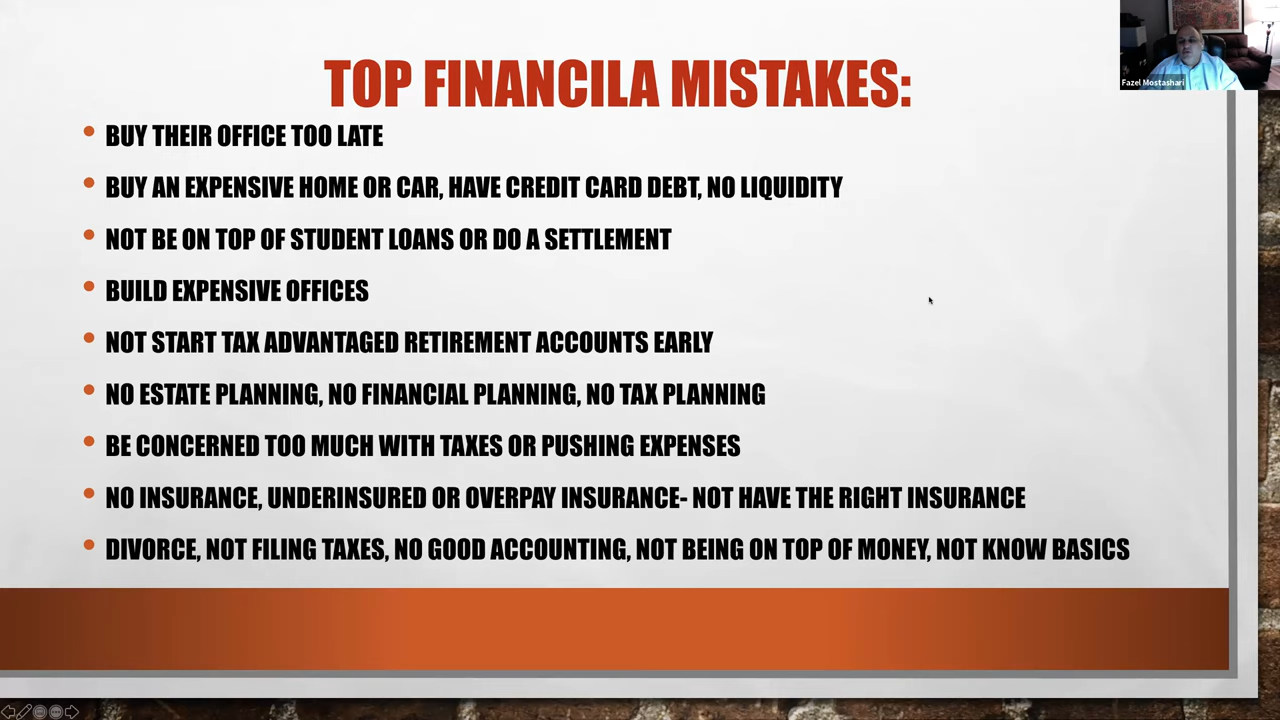 TOP FINANCILA MISTAKES:
Fazel Mostashari
BUY THEIR OFFICE TOO LATE
BUY AN EXPENSIVE HOME OR CAR, HAVE CREDIT CARD DEBT, NO LIQUIDITY
NOT BE ON TOP OF STUDENT LOANS OR DO A SETTLEMENT
BUILD EXPENSIVE OFFICES
NOT START TAX ADVANTAGED RETIREMENT ACCOUNTS EARLY
NO ESTATE PLANNING, NO FINANCIAL PLANNING, NO TAX PLANNING
BE CONCERNED TOO MUCH WITH TAXES OR PUSHING EXPENSES
NO INSURANCE, UNDERINSURED OR OVERPAY INSURANCE- NOT HAVE THE RIGHT INSURANCE
DIVORCE, NOT FILING TAXES, NO GOOD ACCOUNTING, NOT BEING ON TOP OF MONEY, NOT KNOW BASICS